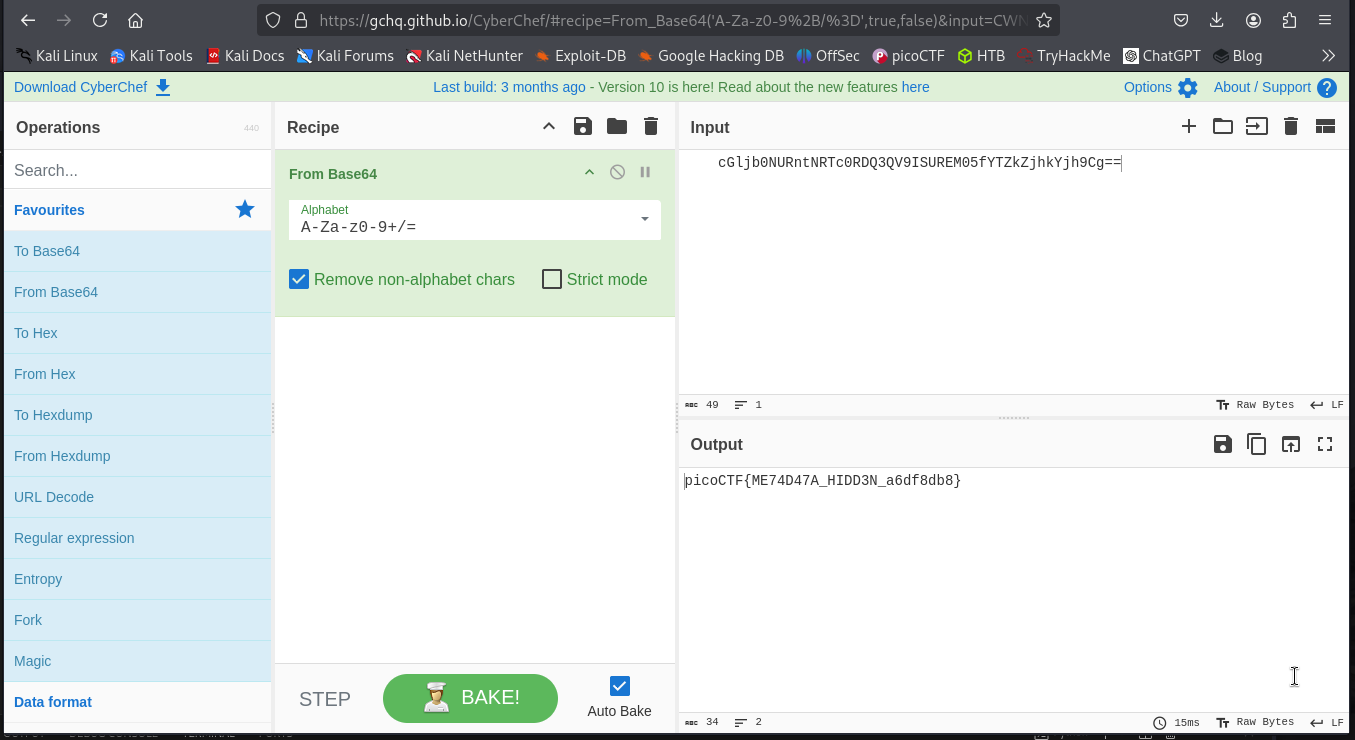 https://gchq.github.io/CyberChef/#recipe=From_Base64('A-Za-z0-9%2B/%3D',true,false)&input=CWN
Kali Linux Kali Tools Kali Docs Kali Forums Kali NetHunter Exploit-DB Google Hacking DB OffSec picoCTF HTB TryHackMe ChatGPT Blog
Download CyberChef Last build: 3 months ago - Version 10 is here! Read about the new features here Options About / Support
Operations 440
Search...
Favourites
To Base64
From Base64
To Hex
From Hex
To Hexdump
From Hexdump
URL Decode
Regular expression
Entropy
Fork
Magic
Data format
Recipe
From Base64
Alphabet
A-Za-z0-9+/=
Remove non-alphabet chars Strict mode
STEP BAKE! Auto Bake
Input
cGljb0NURntNRTc0RDQ3QV9ISUREM05fYTZkZjhkYjh9Cg==
ABC 49 1 Raw Bytes LF
Output
picoCTF{ME74D47A_HIDD3N_a6df8db8}
ABC 34 2 15ms Raw Bytes LF